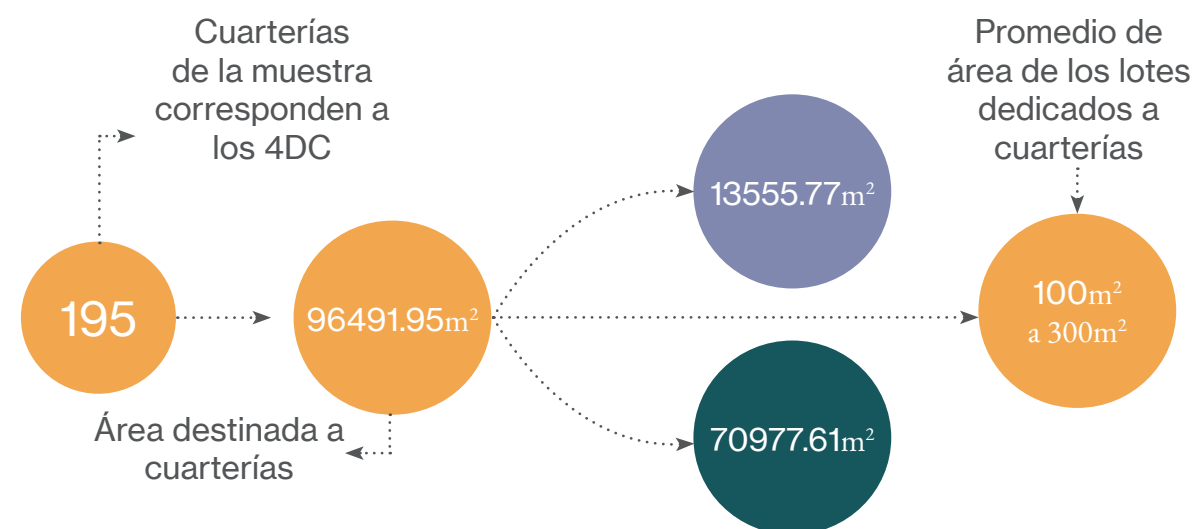 Cuarterías
de la muestra
corresponden a
los 4DC
195
96491.95m²
Área destinada a
cuarterías
13555.77m²
70977.61m²
Promedio de
área de los lotes
dedicados a
cuarterías
100m²
a 300m²